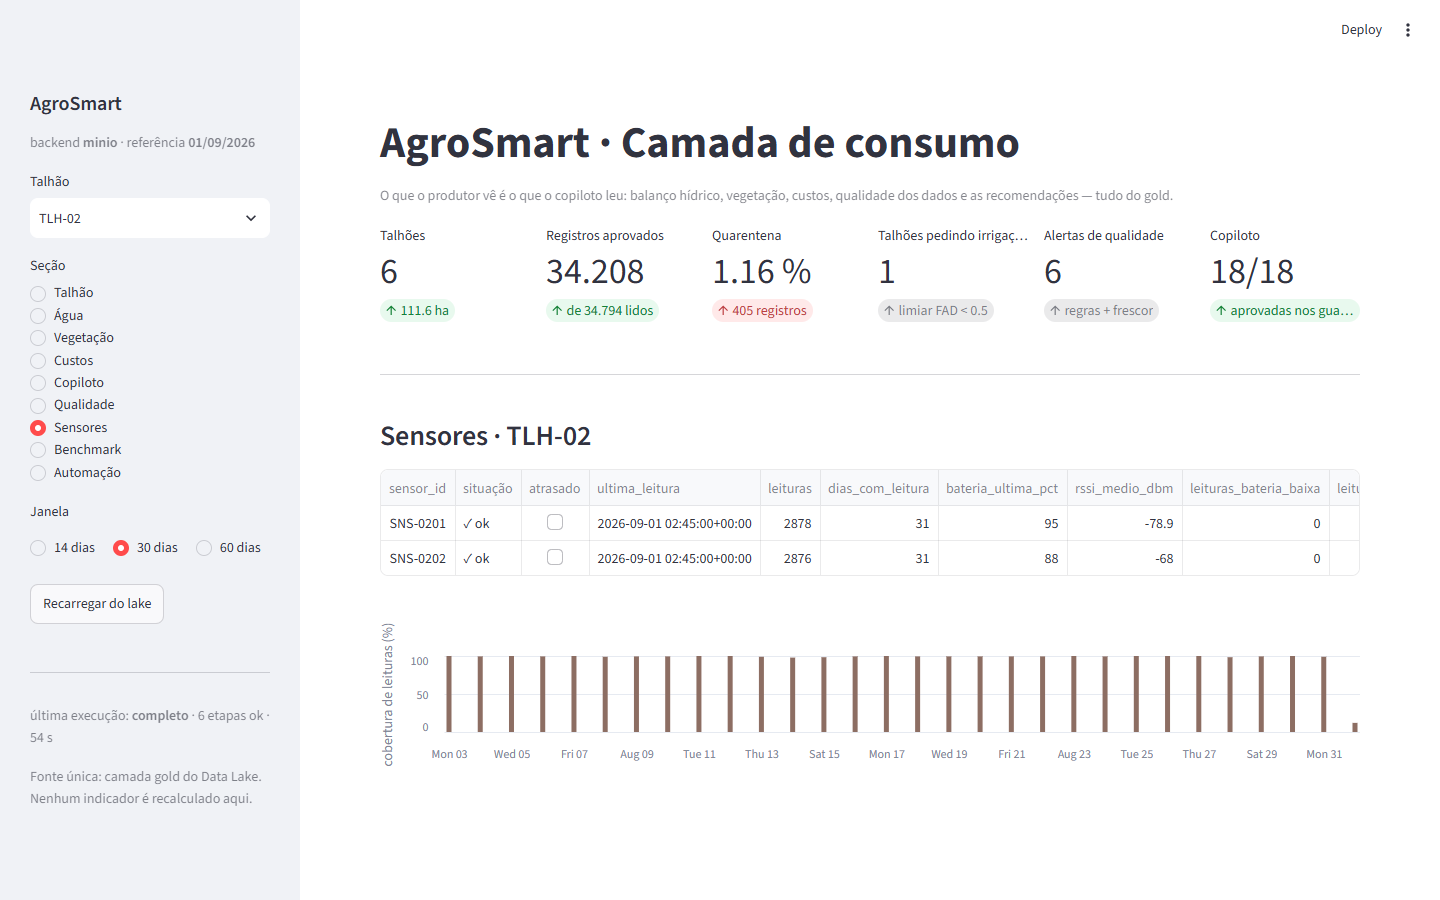 Deploy
AgroSmart
backend minio · referência 01/09/2026
Talhão
TLH-02
Seção
Talhão
Água
Vegetação
Custos
Copiloto
Qualidade
Sensores
Benchmark
Automação
Janela
14 dias 30 dias 60 dias
Recarregar do lake
última execução: completo · 6 etapas ok ·
54 s
Fonte única: camada gold do Data Lake.
Nenhum indicador é recalculado aqui.
AgroSmart · Camada de consumo
O que o produtor vê é o que o copiloto leu: balanço hídrico, vegetação, custos, qualidade dos dados e as recomendações — tudo do gold.
Talhões Registros aprovados Quarentena Talhões pedindo irrigaç… Alertas de qualidade Copiloto
6 34.208 1.16 % 1 6 18/18
↑ 111.6 ha ↑ de 34.794 lidos ↑ 405 registros ↑ limiar FAD < 0.5 ↑ regras + frescor ↑ aprovadas nos gua…
Sensores · TLH-02
sensor_id situação atrasado ultima_leitura leituras dias_com_leitura bateria_ultima_pct rssi_medio_dbm leituras_bateria_baixa leitu
SNS-0201 ✓ ok 2026-09-01 02:45:00+00:00 2878 31 95 -78.9 0
SNS-0202 ✓ ok 2026-09-01 02:45:00+00:00 2876 31 88 -68 0
cobertura de leituras (%)
100
50
0
Mon 03 Wed 05 Fri 07 Aug 09 Tue 11 Thu 13 Sat 15 Mon 17 Wed 19 Fri 21 Aug 23 Tue 25 Thu 27 Sat 29 Mon 31